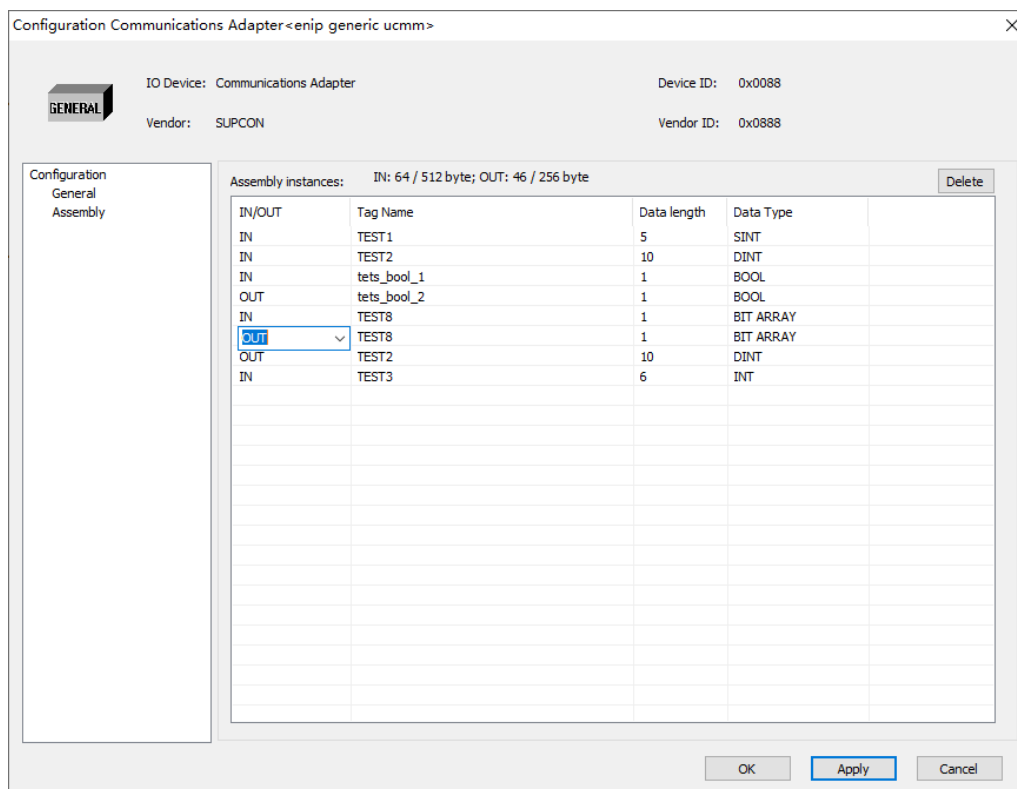 Configuration Communications Adapter<enip generic ucmm>
IO Device: Communications Adapter Device ID: 0x0088
GENERAL
Vendor: SUPCON Vendor ID: 0x0888
Configuration
General
Assembly
Assembly instances: IN: 64 / 512 byte; OUT: 46 / 256 byte Delete
IN/OUT Tag Name Data length Data Type
IN TEST1 5 SINT
IN TEST2 10 DINT
IN tets_bool_1 1 BOOL
OUT tets_bool_2 1 BOOL
IN TEST8 1 BIT ARRAY
OUT TEST8 1 BIT ARRAY
OUT TEST2 10 DINT
IN TEST3 6 INT
OK Apply Cancel